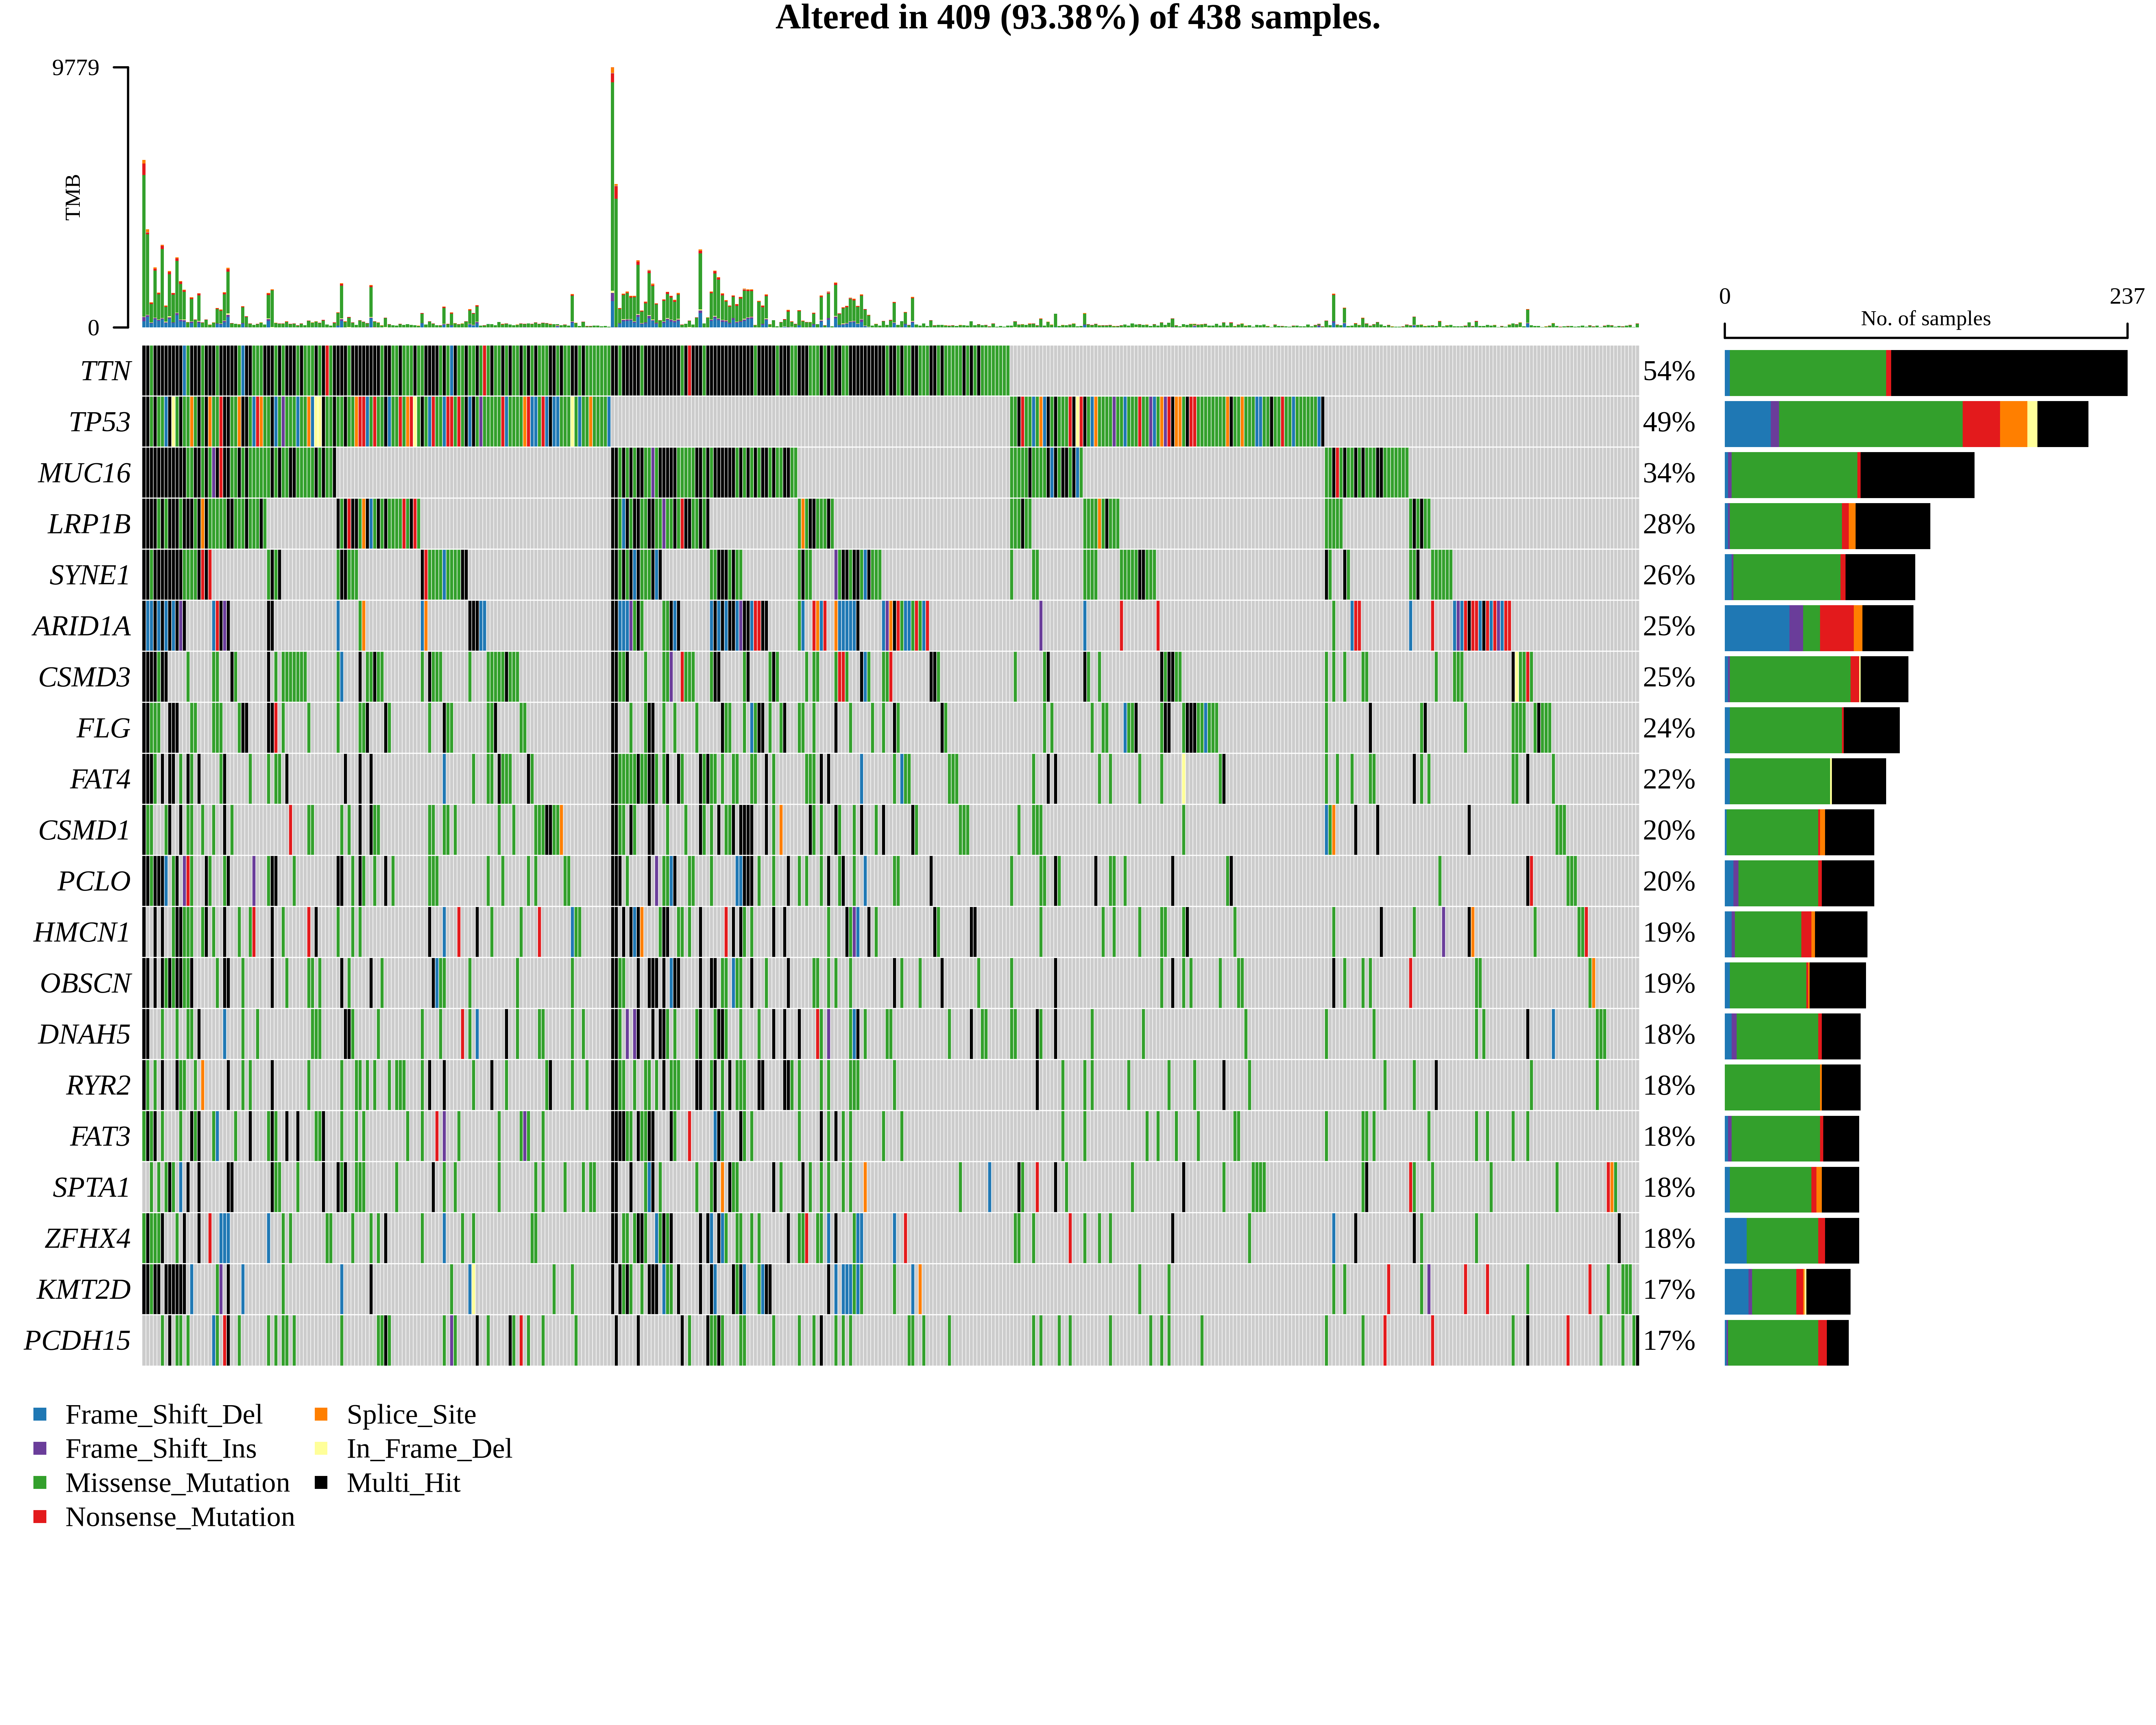 Altered in 409 (93.38%) of 438 samples.
9779
TMB
0
0 237
No. of samples
TTN 54%
TP53 49%
MUC16 34%
LRP1B 28%
SYNE1 26%
ARID1A 25%
CSMD3 25%
FLG 24%
FAT4 22%
CSMD1 20%
PCLO 20%
HMCN1 19%
OBSCN 19%
DNAH5 18%
RYR2 18%
FAT3 18%
SPTA1 18%
ZFHX4 18%
KMT2D 17%
PCDH15 17%
Frame_Shift_Del
Frame_Shift_Ins
Missense_Mutation
Nonsense_Mutation
Splice_Site
In_Frame_Del
Multi_Hit